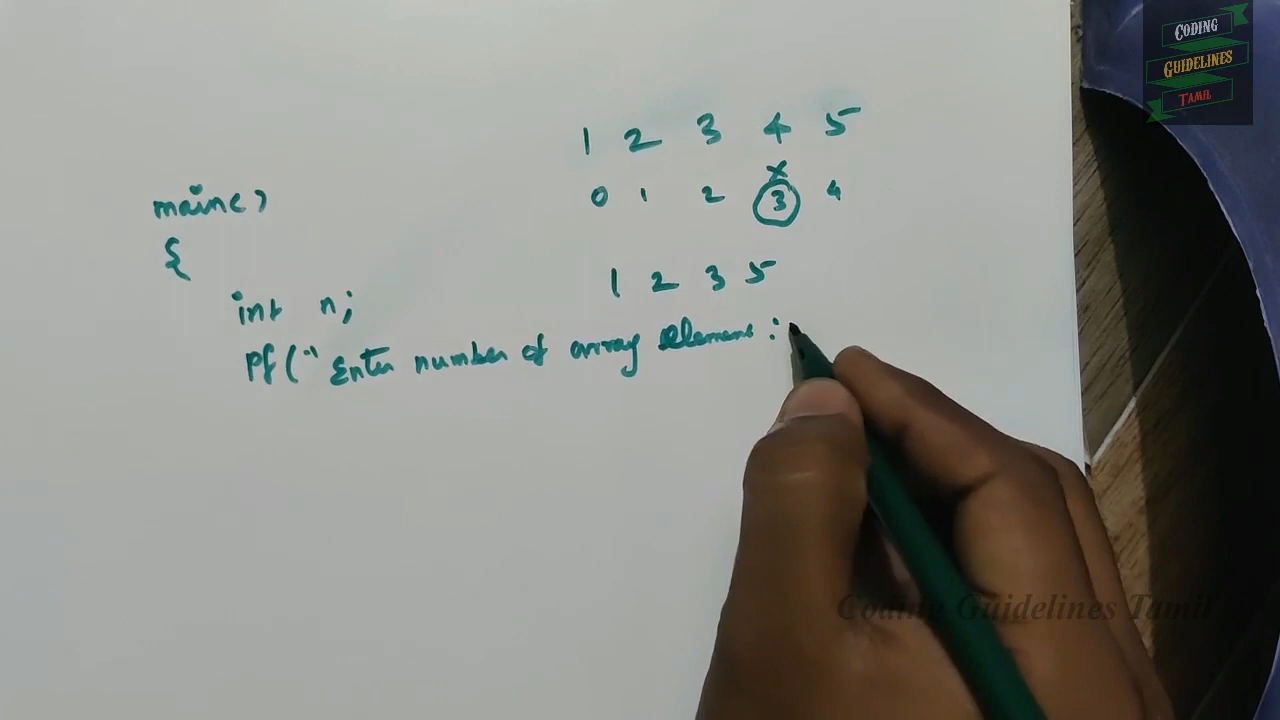 1 2 3 4 5
x
0 1 2 3 4
main()
{
1 2 3 5
int n;
Pf(" Enter number of array element :
CODING
GUIDELINES
TAMIL
Coding Guidelines Tamil